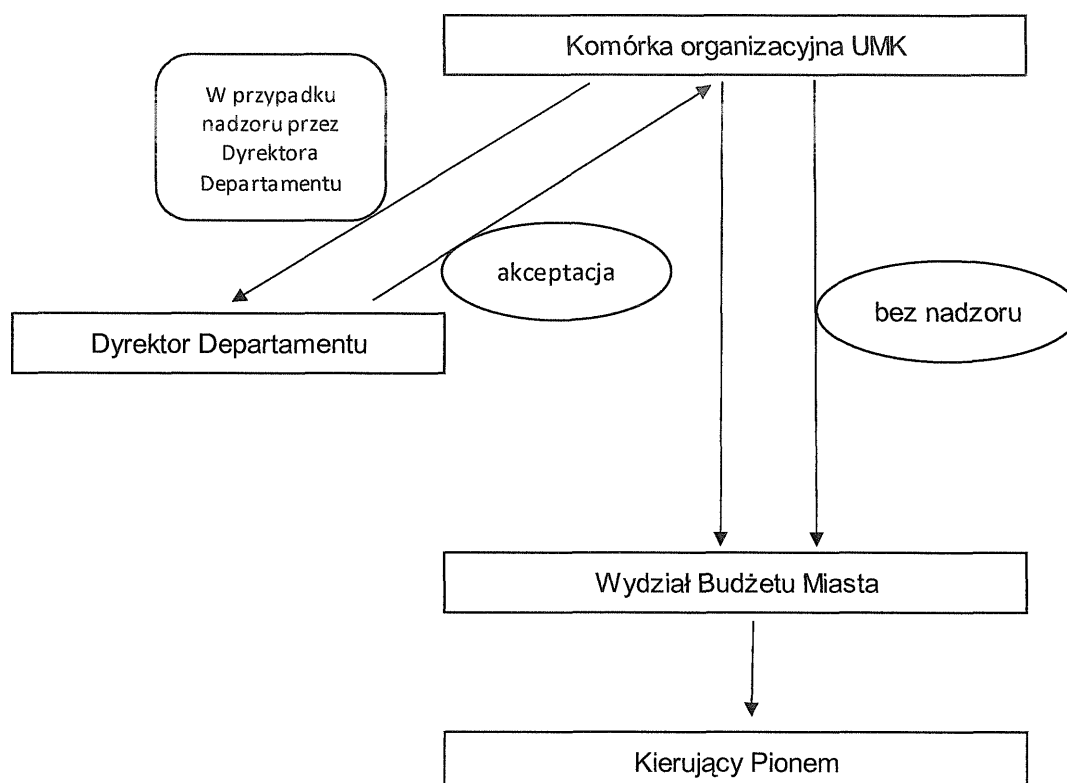 Komórka organizacyjna UMK
W przypadku
nadzoru przez
Dyrektora
Departamentu
akceptacja
bez nadzoru
Dyrektor Departamentu
Wydział Budżetu Miasta
Kierujący Pionem